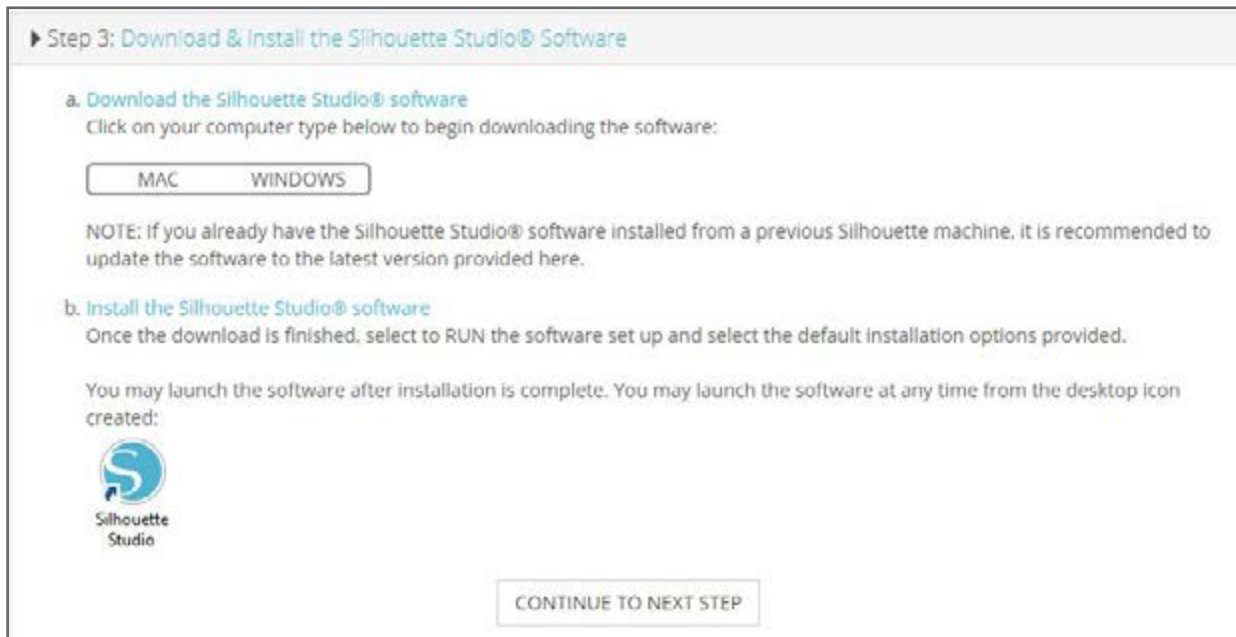 Step 3: Download & Install the Silhouette Studio® Software
a. Download the Silhouette Studio® software
Click on your computer type below to begin downloading the software:
MAC WINDOWS
NOTE: If you already have the Silhouette Studio® software installed from a previous Silhouette machine, it is recommended to
update the software to the latest version provided here.
b. Install the Silhouette Studio® software
Once the download is finished, select to RUN the software set up and select the default installation options provided.
You may launch the software after installation is complete. You may launch the software at any time from the desktop icon
created:
S
Silhouette
Studio
CONTINUE TO NEXT STEP